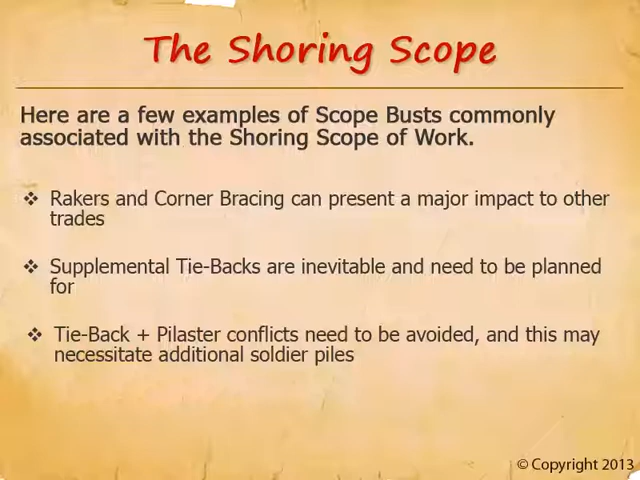 The Shoring Scope
Here are a few examples of Scope Busts commonly
associated with the Shoring Scope of Work.
❖ Rakers and Corner Bracing can present a major impact to other
trades
❖ Supplemental Tie-Backs are inevitable and need to be planned
for
❖ Tie-Back + Pilaster conflicts need to be avoided, and this may
necessitate additional soldier piles
© Copyright 2013